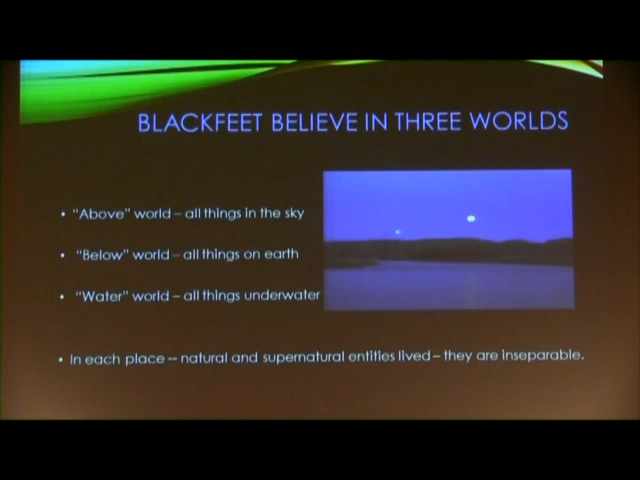 BLACKFEET BELIEVE IN THREE WORLDS
• "Above" world – all things in the sky
• "Below" world – all things on earth
• "Water" world – all things underwater
• In each place -- natural and supernatural entities lived – they are inseparable.